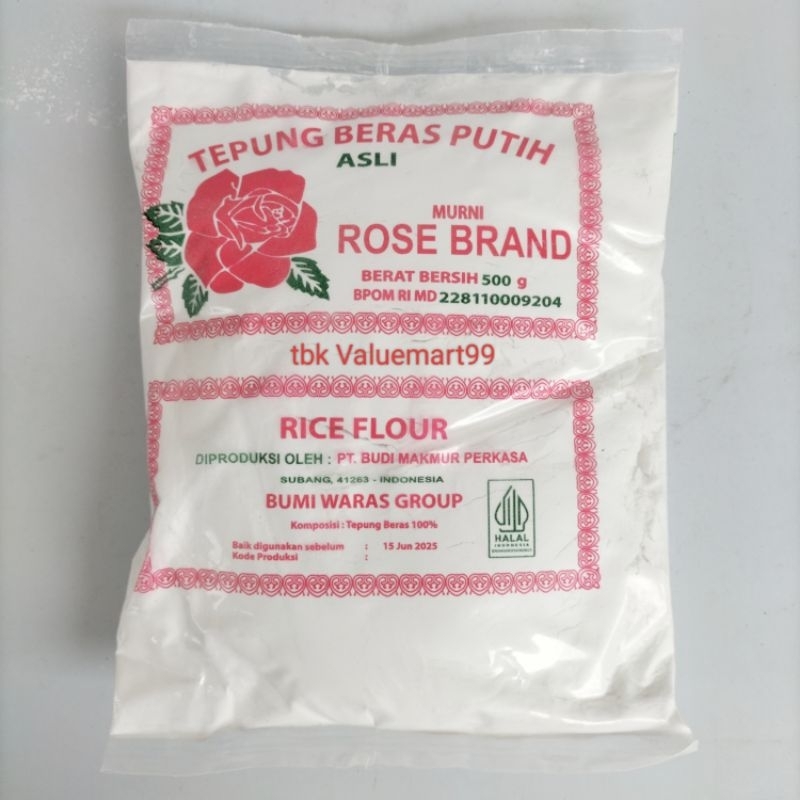 TEPUNG BERAS PUTIH
ASLI
MURNI
ROSE BRAND
BERAT BERSIH 500 g
BPOM RI MD 228110009204
tbk Valuemart99
RICE FLOUR
DIPRODUKSI OLEH : PT. BUDI MAKMUR PERKASA
SUBANG, 41263 - INDONESIA
BUMI WARAS GROUP
Komposisi : Tepung Beras 100%
HALAL
INDONESIA
Baik digunakan sebelum : 15 Jun 2025
Kode Produksi :